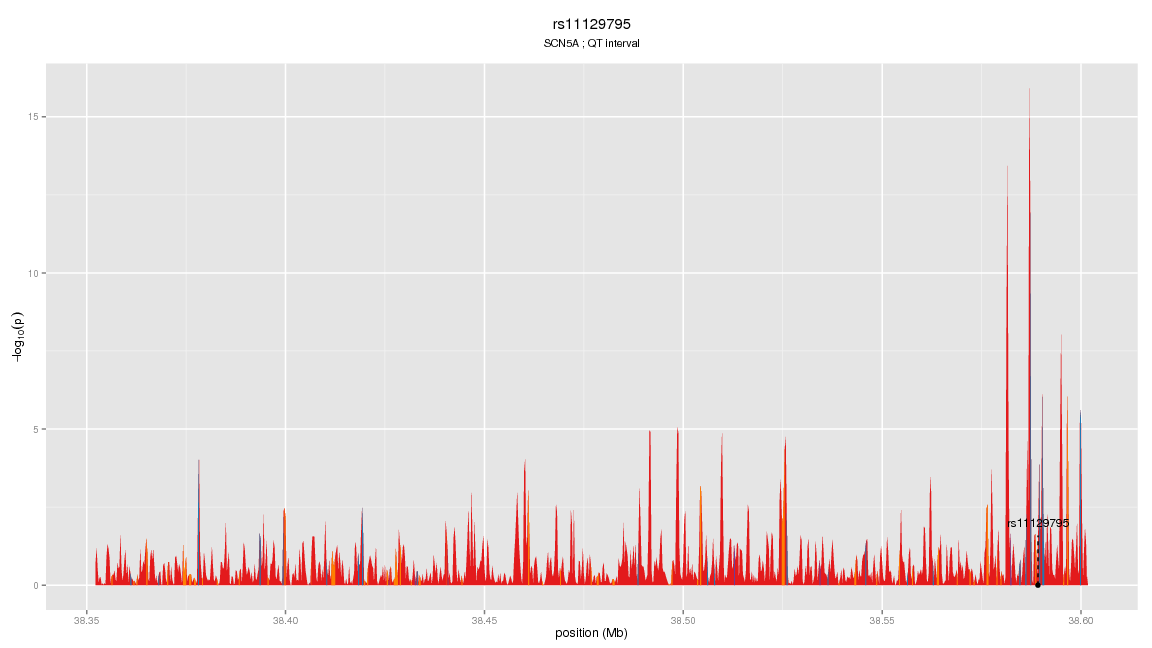 rs11129795
SCN5A ; QT interval
−log10(p)
15
10
5
0
rs11129795
38.35 38.40 38.45 38.50 38.55 38.60
position (Mb)